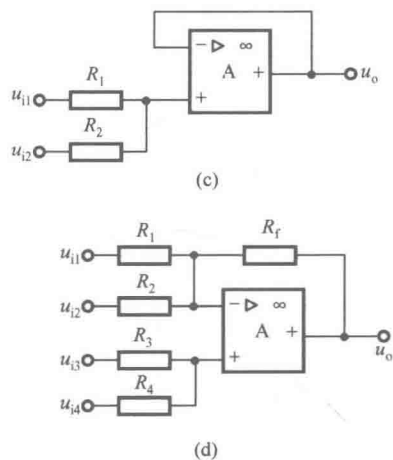 − ▷ ∞
A +
u_o
u_i1 R_1
+
R_2
u_i2
(c)
R_1 R_f
u_i1
R_2
u_i2 − ▷ ∞
A +
R_3
u_i3 +
u_o
R_4
u_i4
(d)